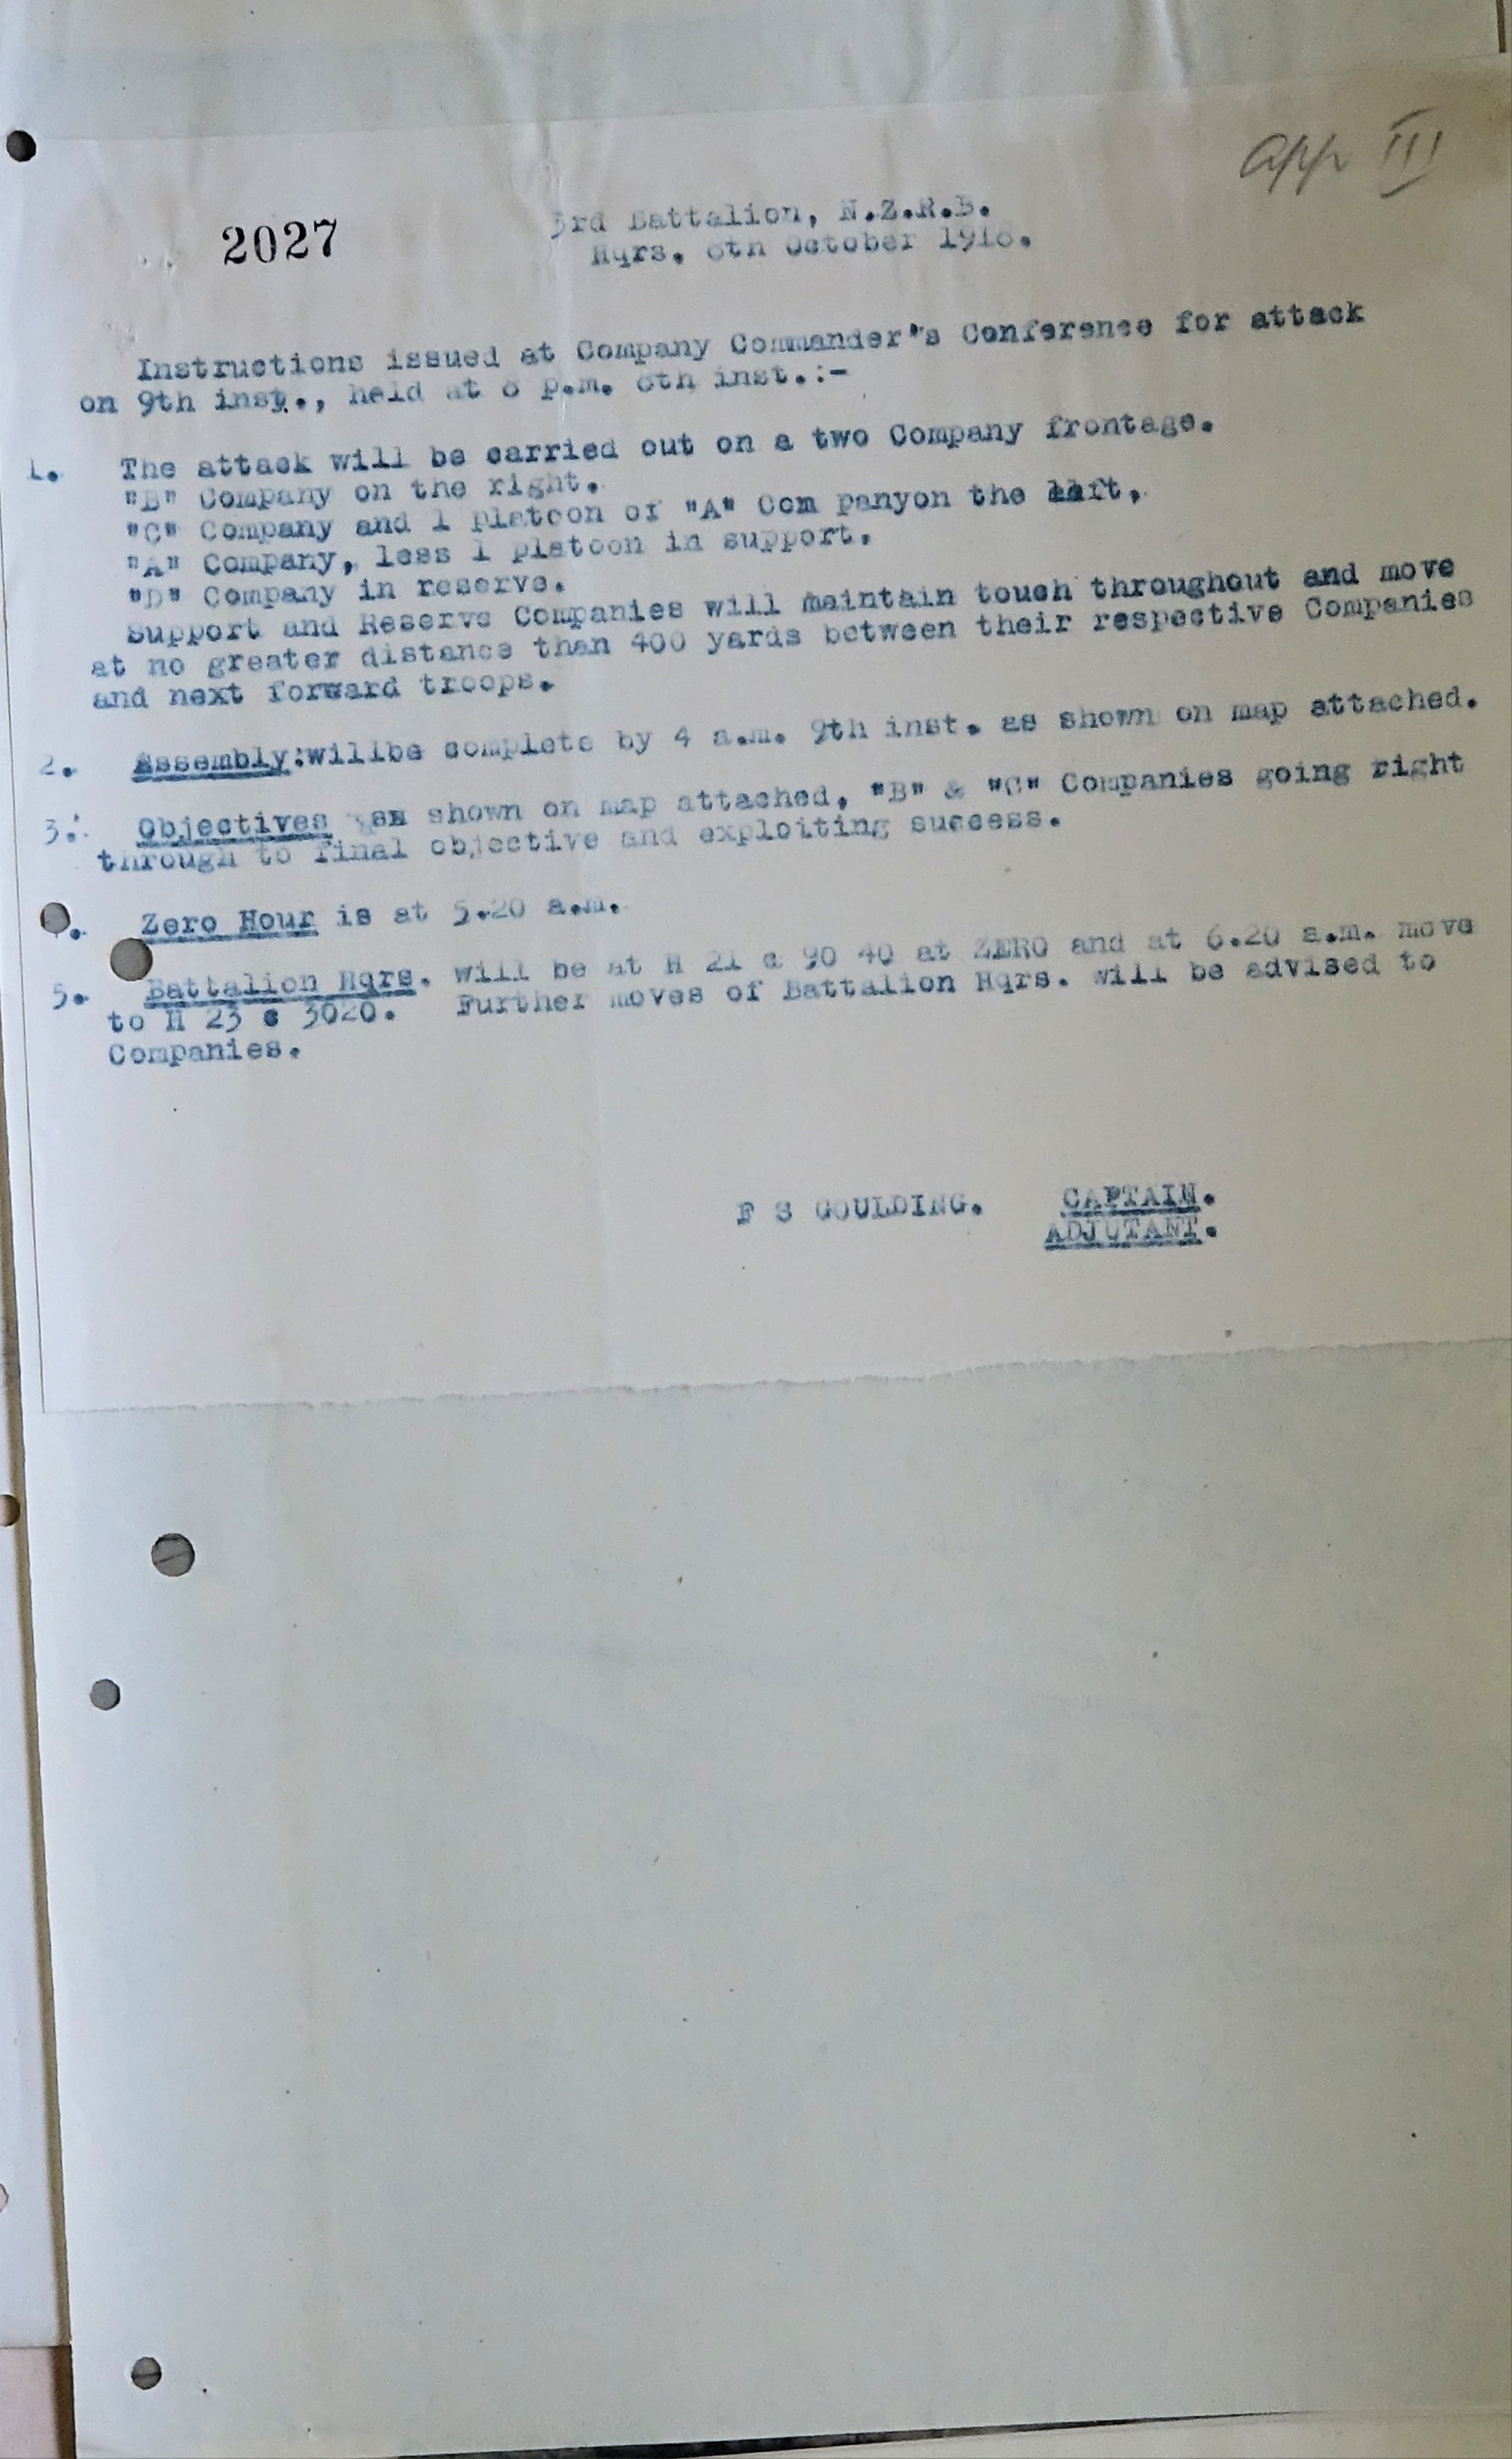 app III
2027
3rd Battalion, N.Z.R.B.
Hqrs. 8th October 1918.
Instructions issued at Company Commander's Conference for attack
on 9th inst., held at 8 p.m. 8th inst.:-
1. The attack will be carried out on a two Company frontage.
"B" Company on the right.
"C" Company and 1 platoon of "A" Com panyon the left,
"A" Company, less 1 platoon in support.
"D" Company in reserve.
Support and Reserve Companies will maintain touch throughout and move
at no greater distance than 400 yards between their respective Companies
and next forward troops.
2. Assembly:willbe complete by 4 a.m. 9th inst. as shown on map attached.
3. Objectives as shown on map attached, "B" & "C" Companies going right
through to final objective and exploiting success.
Zero Hour is at 5.20 a.m.
5. Battalion Hqrs. will be at H 21 d 90 40 at ZERO and at 6.20 a.m. move
to H 23 c 3020. Further moves of Battalion Hqrs. will be advised to
Companies.
F S GOULDING. CAPTAIN.
ADJUTANT.